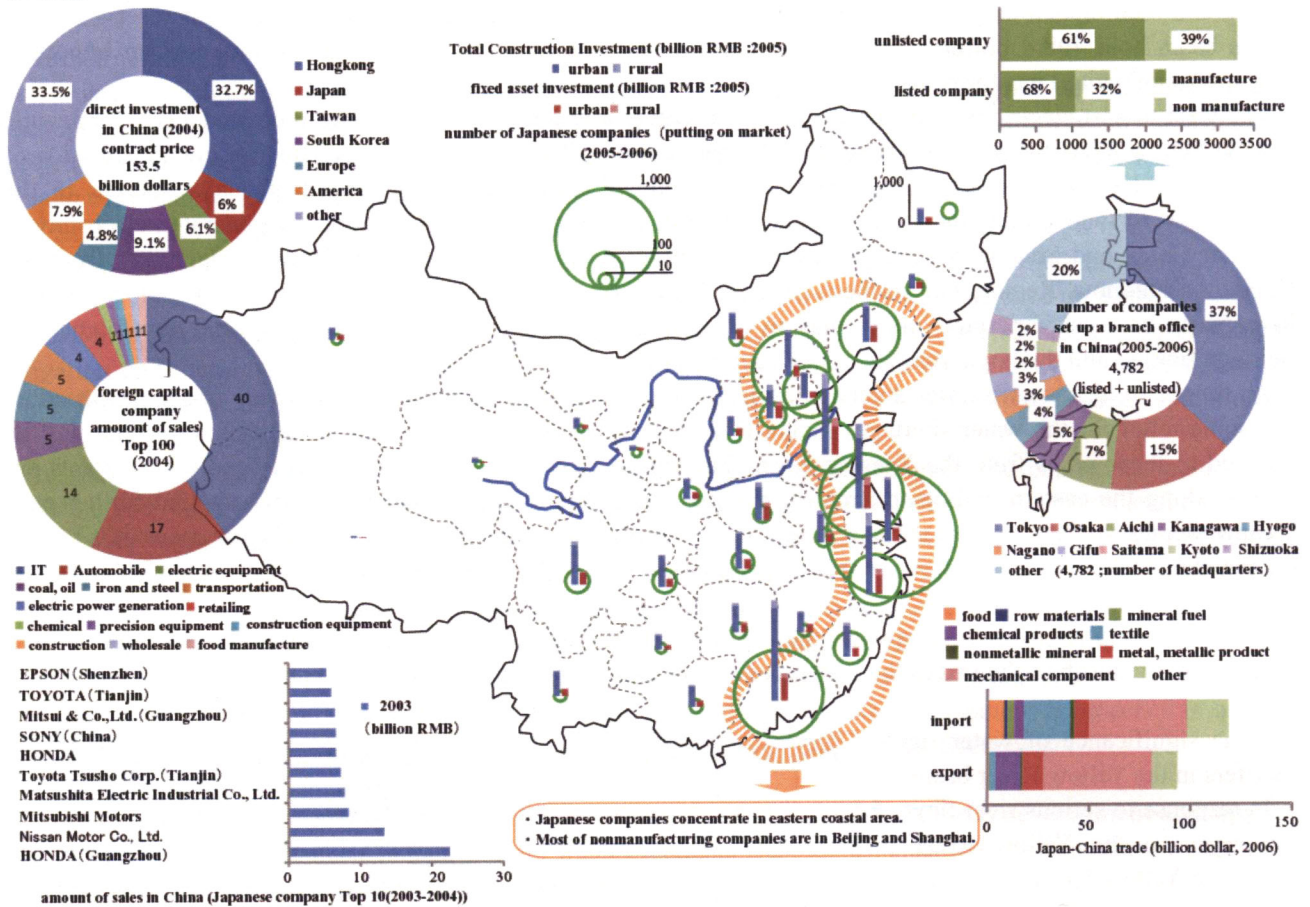 33.5%
32.7%
direct investment
in China (2004)
contract price
153.5
billion dollars
7.9%
4.8%
9.1%
6.1%
6%
Hongkong
Japan
Taiwan
South Korea
Europe
America
other
Total Construction Investment (billion RMB :2005)
urban rural
fixed asset investment (billion RMB :2005)
urban rural
number of Japanese companies (putting on market)
(2005-2006)
1,000
100
10
1,000
0
unlisted company
61%
39%
listed company
68%
32%
manufacture
non manufacture
0 500 1000 1500 2000 2500 3000 3500
20%
37%
number of companies
set up a branch office
in China(2005-2006)
4,782
(listed + unlisted)
2%
2%
2%
3%
3%
4%
5%
7%
15%
Tokyo Osaka Aichi Kanagawa Hyogo
Nagano Gifu Saitama Kyoto Shizuoka
other (4,782 ;number of headquarters)
4
4
5
5
5
14
17
40
1 1 1 1 1 1
foreign capital
company
amouont of sales
Top 100
(2004)
IT Automobile electric equipment
coal, oil iron and steel transportation
electric power generation retailing
chemical precision equipment construction equipment
construction wholesale food manufacture
EPSON(Shenzhen)
TOYOTA(Tianjin)
Mitsui & Co.,Ltd.(Guangzhou)
SONY(China)
HONDA
Toyota Tsusho Corp.(Tianjin)
Matsushita Electric Industrial Co., Ltd.
Mitsubishi Motors
Nissan Motor Co., Ltd.
HONDA(Guangzhou)
2003
(billion RMB)
0 10 20 30
amount of sales in China (Japanese company Top 10(2003-2004))
・Japanese companies concentrate in eastern coastal area.
・Most of nonmanufacturing companies are in Beijing and Shanghai.
food row materials mineral fuel
chemical products textile
nonmetallic mineral metal, metallic product
mechanical component other
inport
export
0 50 100 150
Japan-China trade (billion dollar, 2006)